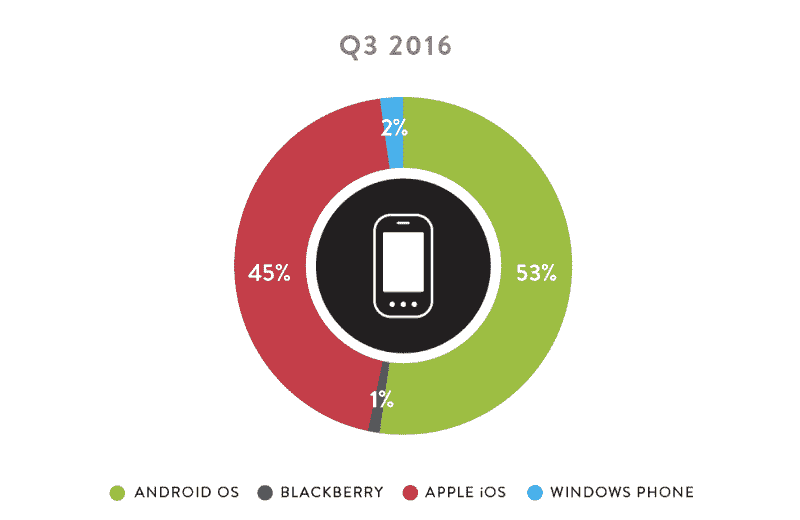 Q3 2016
2%
45%
53%
1%
ANDROID OS BLACKBERRY APPLE iOS WINDOWS PHONE